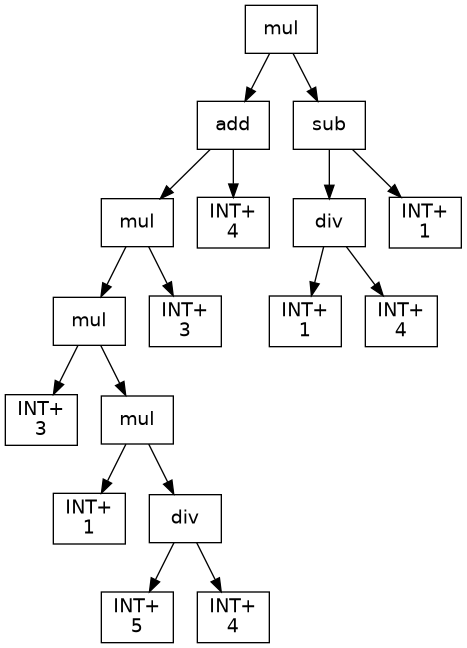 mul
add
sub
mul
INT+
4
div
INT+
1
mul
INT+
3
INT+
1
INT+
4
INT+
3
mul
INT+
1
div
INT+
5
INT+
4